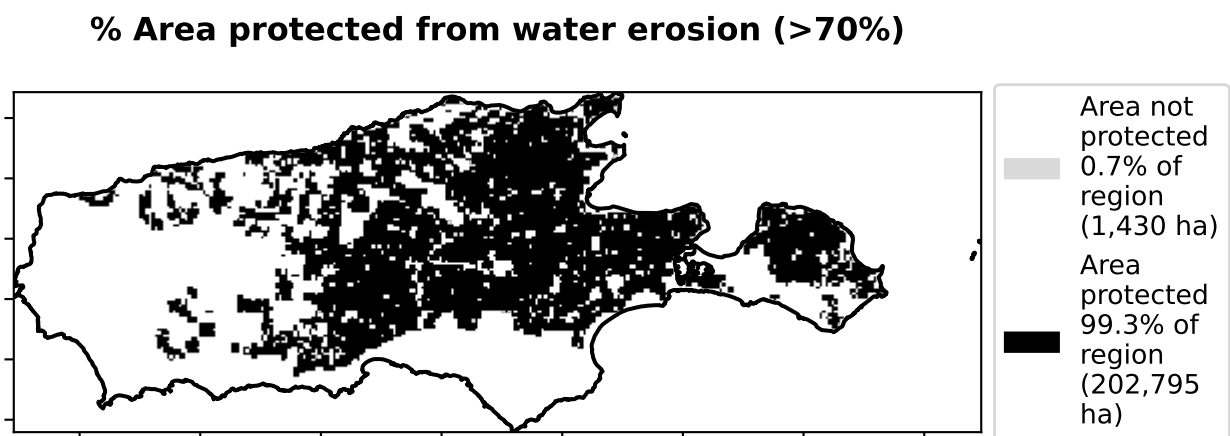 % Area protected from water erosion (>70%)
Area not
protected
0.7% of
region
(1,430 ha)
Area
protected
99.3% of
region
(202,795
ha)